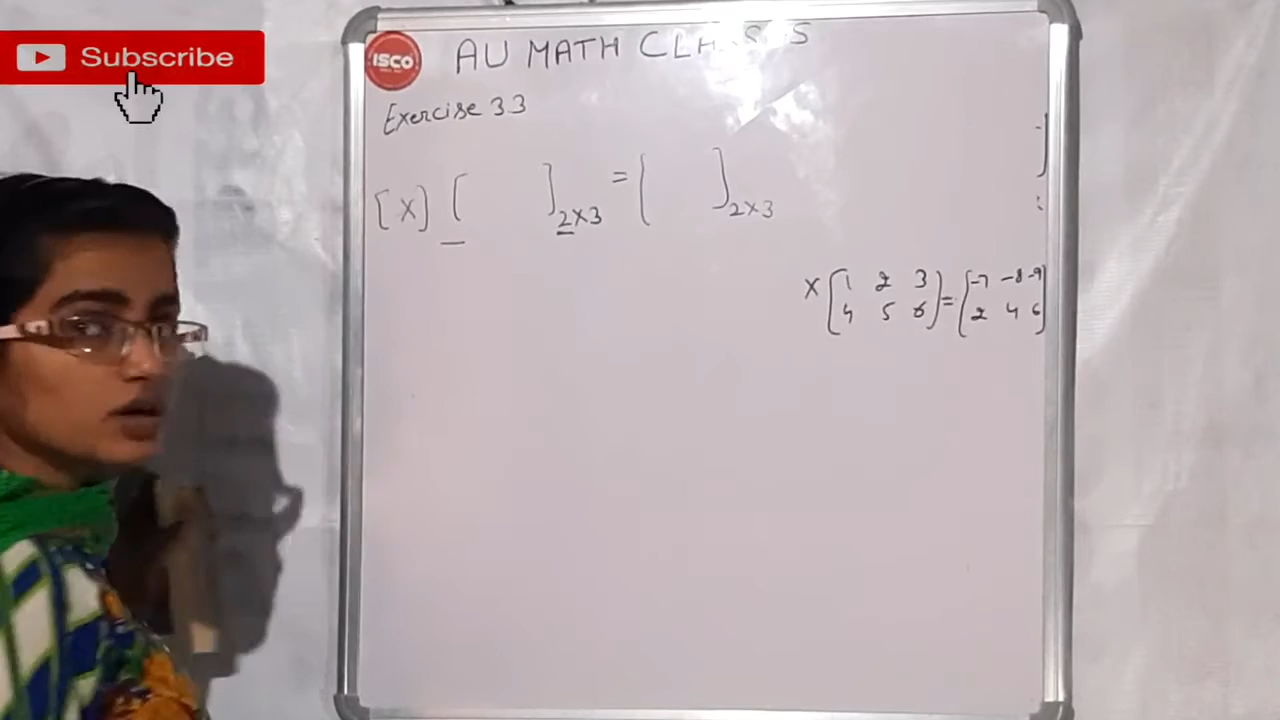 Subscribe
ISCO
AU MATH CLASSES
Exercise 3.3
[X] [ ]2×3 = [ ]2×3
X [1 2 3 = [-7 -8 -9
4 5 6] 2 4 6]